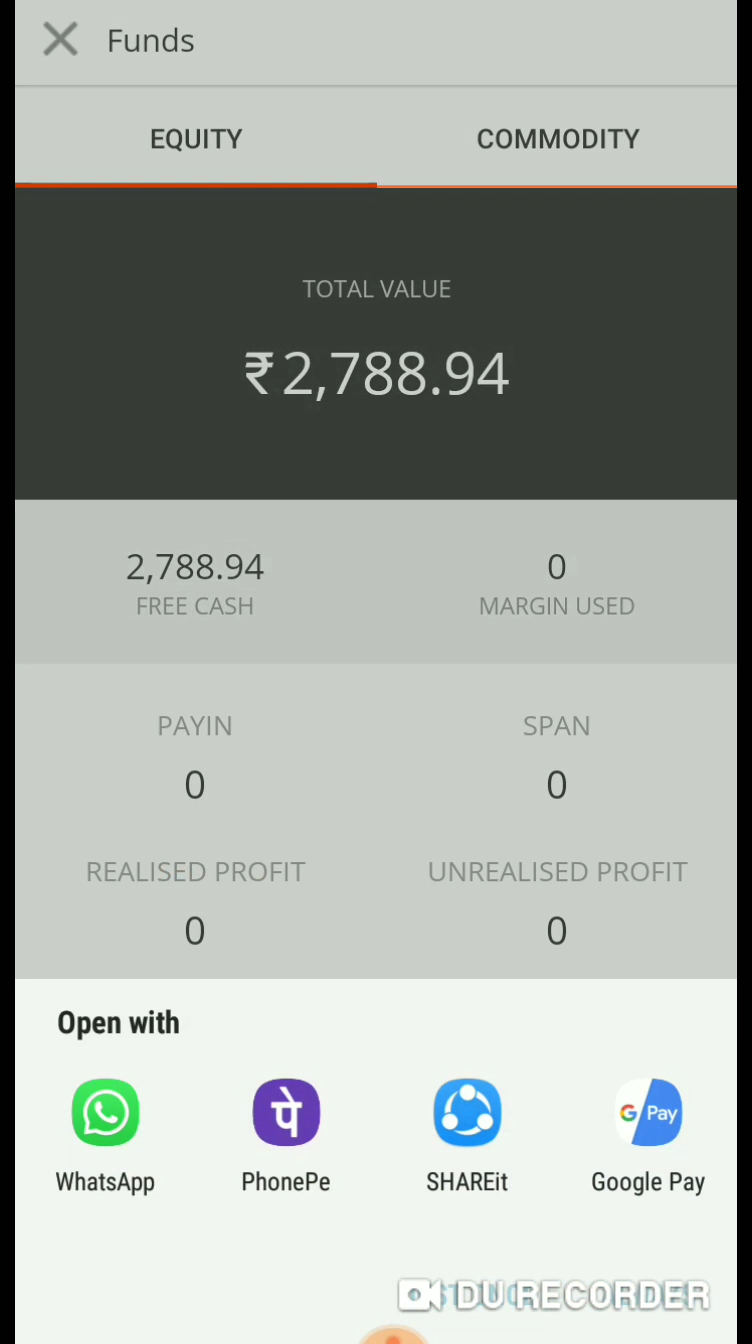 Funds
EQUITY COMMODITY
TOTAL VALUE
₹2,788.94
2,788.94 0
FREE CASH MARGIN USED
PAYIN SPAN
0 0
REALISED PROFIT UNREALISED PROFIT
0 0
Open with
पे G Pay
WhatsApp PhonePe SHAREit Google Pay
DU RECORDER